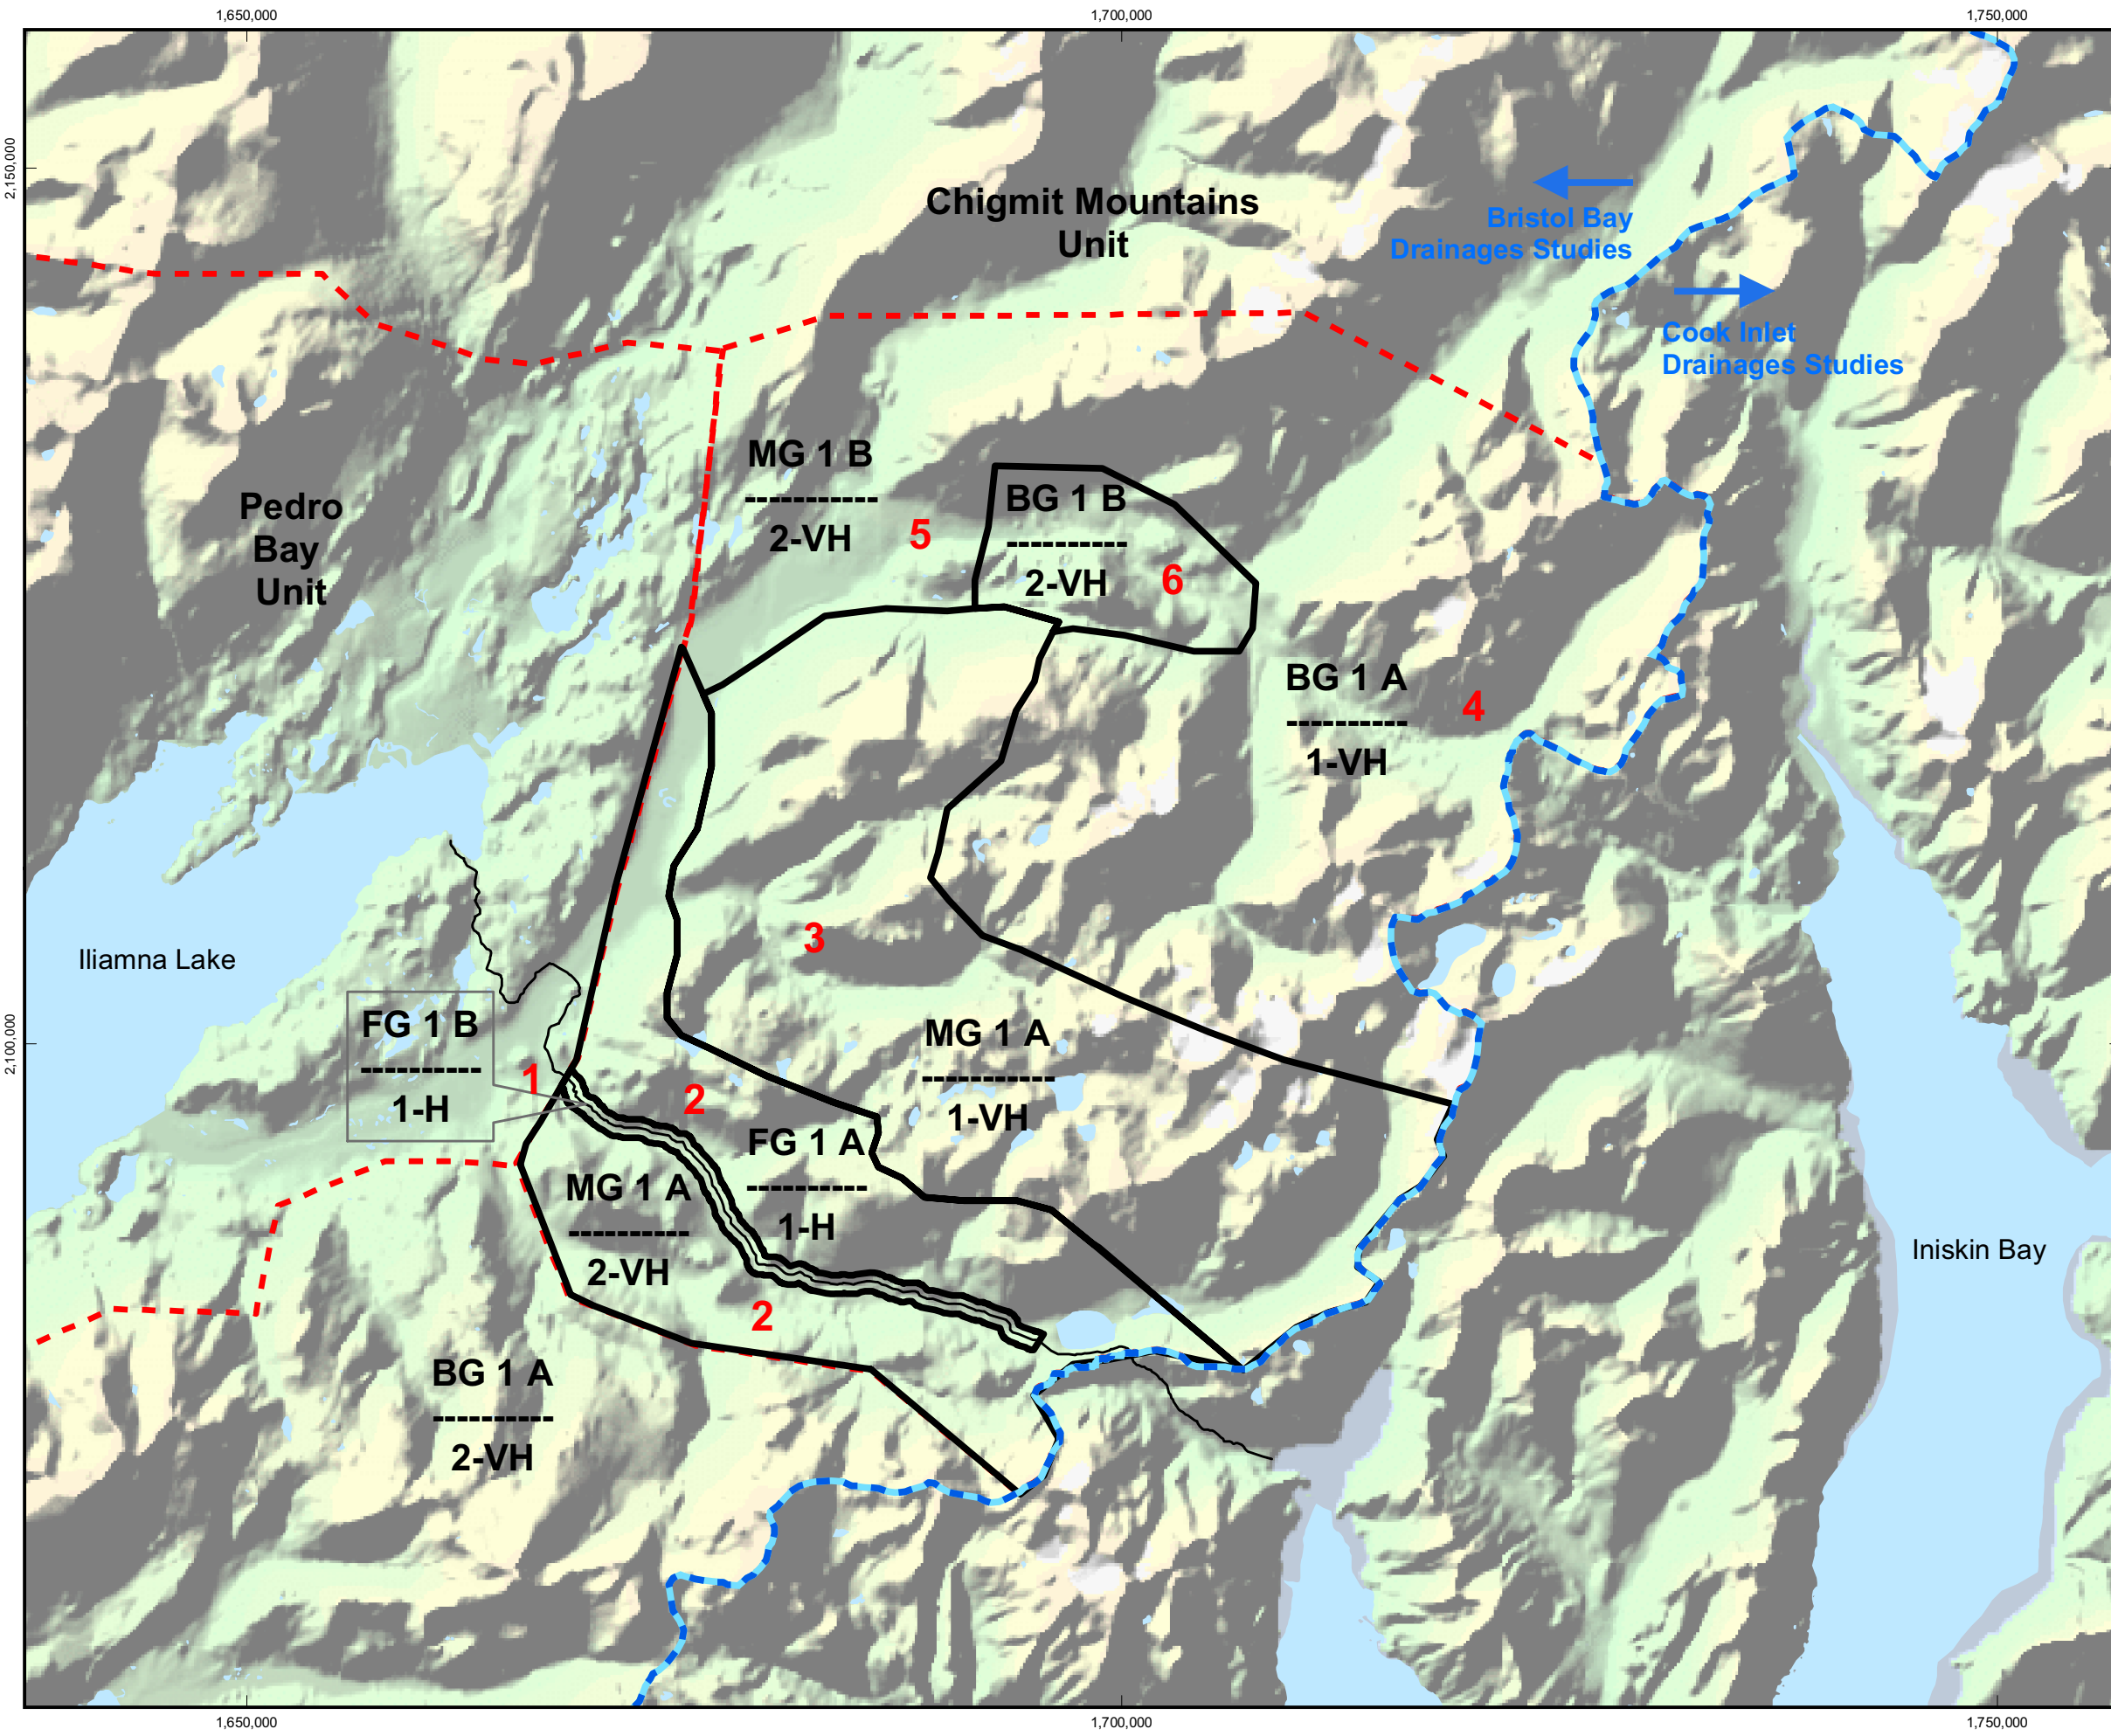 1,650,000
1,700,000
1,750,000
2,150,000
Chigmit Mountains
Unit
Bristol Bay
Drainages Studies
Cook Inlet
Drainages Studies
Pedro
Bay
Unit
MG 1 B
-----------
2-VH
5
BG 1 B
----------
2-VH
6
BG 1 A
----------
1-VH
4
3
Iliamna Lake
FG 1 B
----------
1-H
1
2
MG 1 A
-----------
1-VH
2,100,000
FG 1 A
----------
1-H
MG 1 A
----------
2-VH
2
Iniskin Bay
BG 1 A
----------
2-VH
1,650,000
1,700,000
1,750,000